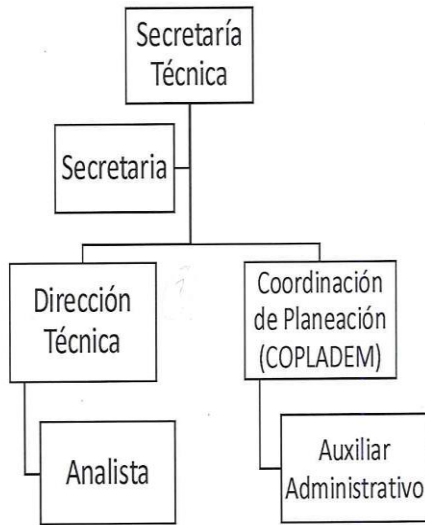 Secretaría
Técnica
Secretaria
Dirección
Técnica
Coordinación
de Planeación
(COPLADEM)
Analista
Auxiliar
Administrativo